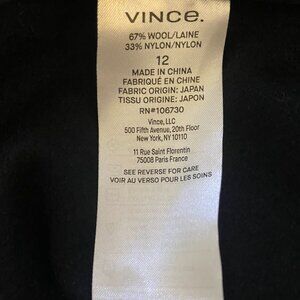 VINCE.
67% WOOL/LAINE
33% NYLON/NYLON
12
MADE IN CHINA
FABRIQUÉ EN CHINE
FABRIC ORIGIN: JAPAN
TISSU ORIGINE: JAPON
RN#106730
Vince, LLC
500 Fifth Avenue, 20th Floor
New York, NY 10110
11 Rue Saint Florentin
75008 Paris France
SEE REVERSE FOR CARE
VOIR AU VERSO POUR LES SOINS